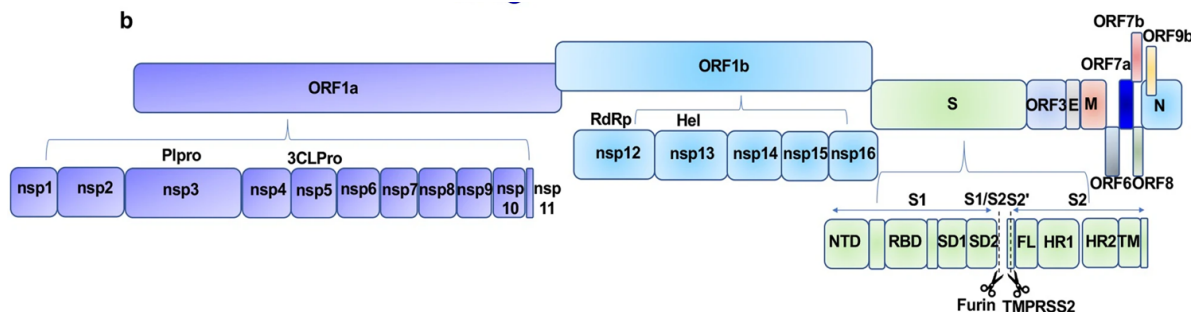 b
ORF1a
ORF1b
S
ORF3
E
M
ORF7a
ORF7b
ORF9b
N
ORF6
ORF8
Plpro
3CLPro
nsp1
nsp2
nsp3
nsp4
nsp5
nsp6
nsp7
nsp8
nsp9
nsp
10
nsp
11
RdRp
Hel
nsp12
nsp13
nsp14
nsp15
nsp16
S1
S1/S2
S2'
S2
NTD
RBD
SD1
SD2
FL
HR1
HR2
TM
Furin
TMPRSS2